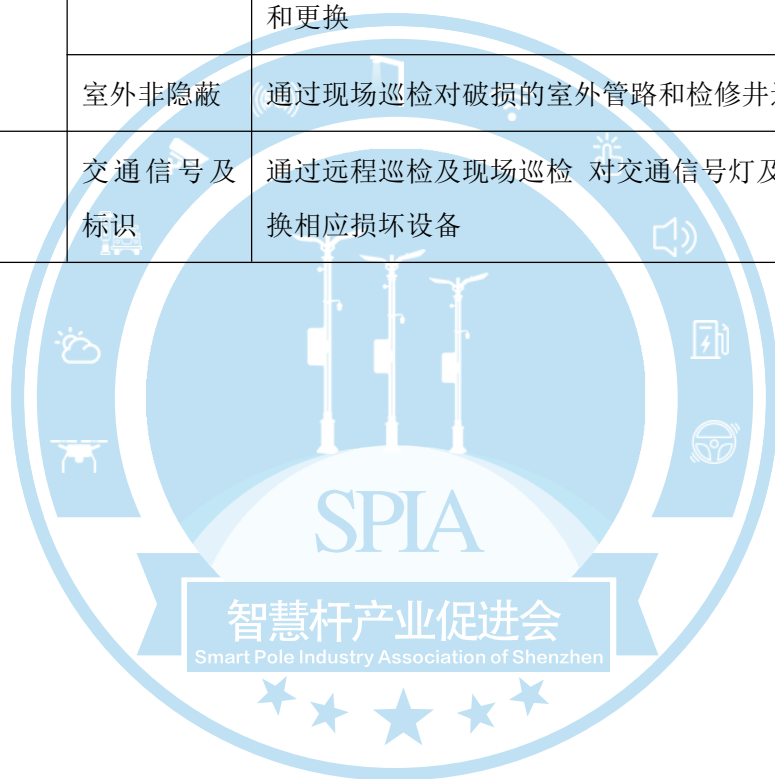 和更换
室外非隐蔽
通过现场巡检对破损的室外管路和检修井
交通信号及
标识
通过远程巡检及现场巡检 对交通信号灯及
换相应损坏设备
SPIA
智慧杆产业促进会
Smart Pole Industry Association of Shenzhen